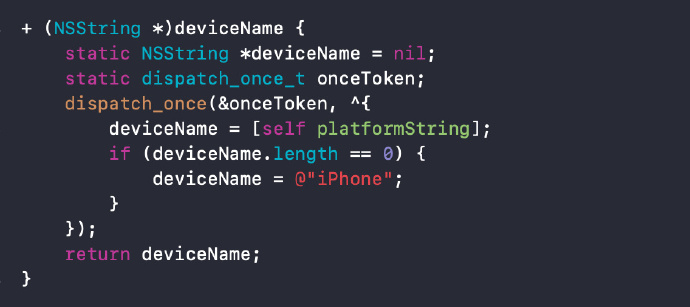 + (NSString *)deviceName {
    static NSString *deviceName = nil;
    static dispatch_once_t onceToken;
    dispatch_once(&onceToken, ^{
        deviceName = [self platformString];
        if (deviceName.length == 0) {
            deviceName = @"iPhone";
        }
    });
    return deviceName;
}